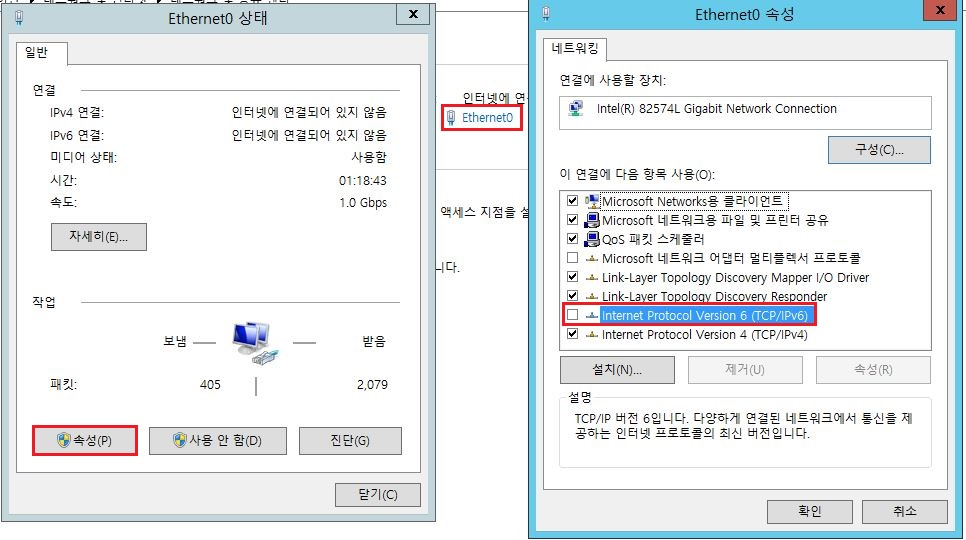 Ethernet0 상태
x
일반
연결
IPv4 연결: 인터넷에 연결되어 있지 않음
IPv6 연결: 인터넷에 연결되어 있지 않음
미디어 상태: 사용함
시간: 01:18:43
속도: 1.0 Gbps
자세히(E)...
작업
보냄 받음
패킷: 405 2,079
속성(P) 사용 안 함(D) 진단(G)
닫기(C)
인터넷에 연
Ethernet0
액세스 지점을 설
니다.
Ethernet0 속성
x
네트워킹
연결에 사용할 장치:
Intel(R) 82574L Gigabit Network Connection
구성(C)...
이 연결에 다음 항목 사용(O):
Microsoft Networks용 클라이언트
Microsoft 네트워크용 파일 및 프린터 공유
QoS 패킷 스케줄러
Microsoft 네트워크 어댑터 멀티플렉서 프로토콜
Link-Layer Topology Discovery Mapper I/O Driver
Link-Layer Topology Discovery Responder
Internet Protocol Version 6 (TCP/IPv6)
Internet Protocol Version 4 (TCP/IPv4)
설치(N)... 제거(U) 속성(R)
설명
TCP/IP 버전 6입니다. 다양하게 연결된 네트워크에서 통신을 제
공하는 인터넷 프로토콜의 최신 버전입니다.
확인 취소